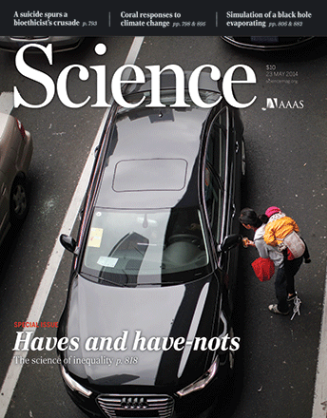 A suicide spurs a
bioethicist's crusade p. 793
Coral responses to
climate change pp. 798 & 895
Simulation of a black hole
evaporating pp. 806 & 865
Science
$10
23 MAY 2014
sciencemag.org
AAAS
SPECIAL ISSUE
Haves and have-nots
The science of inequality p. 818